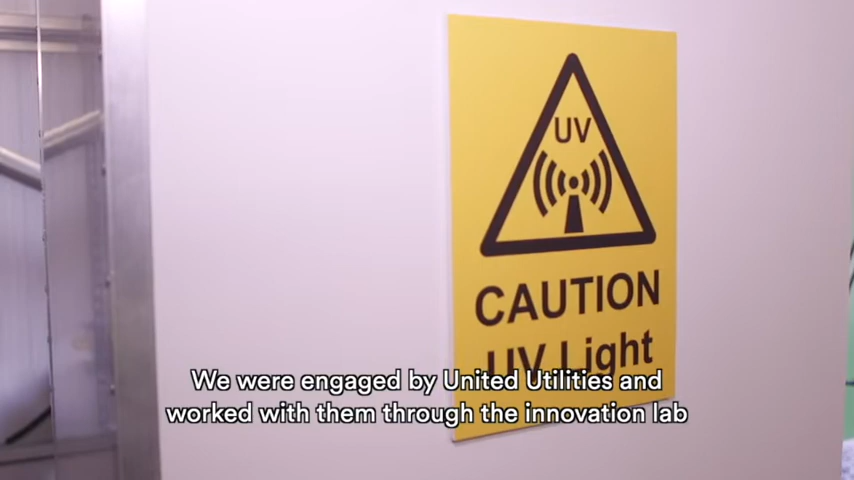 UV
CAUTION
UV Light
We were engaged by United Utilities and
worked with them through the innovation lab